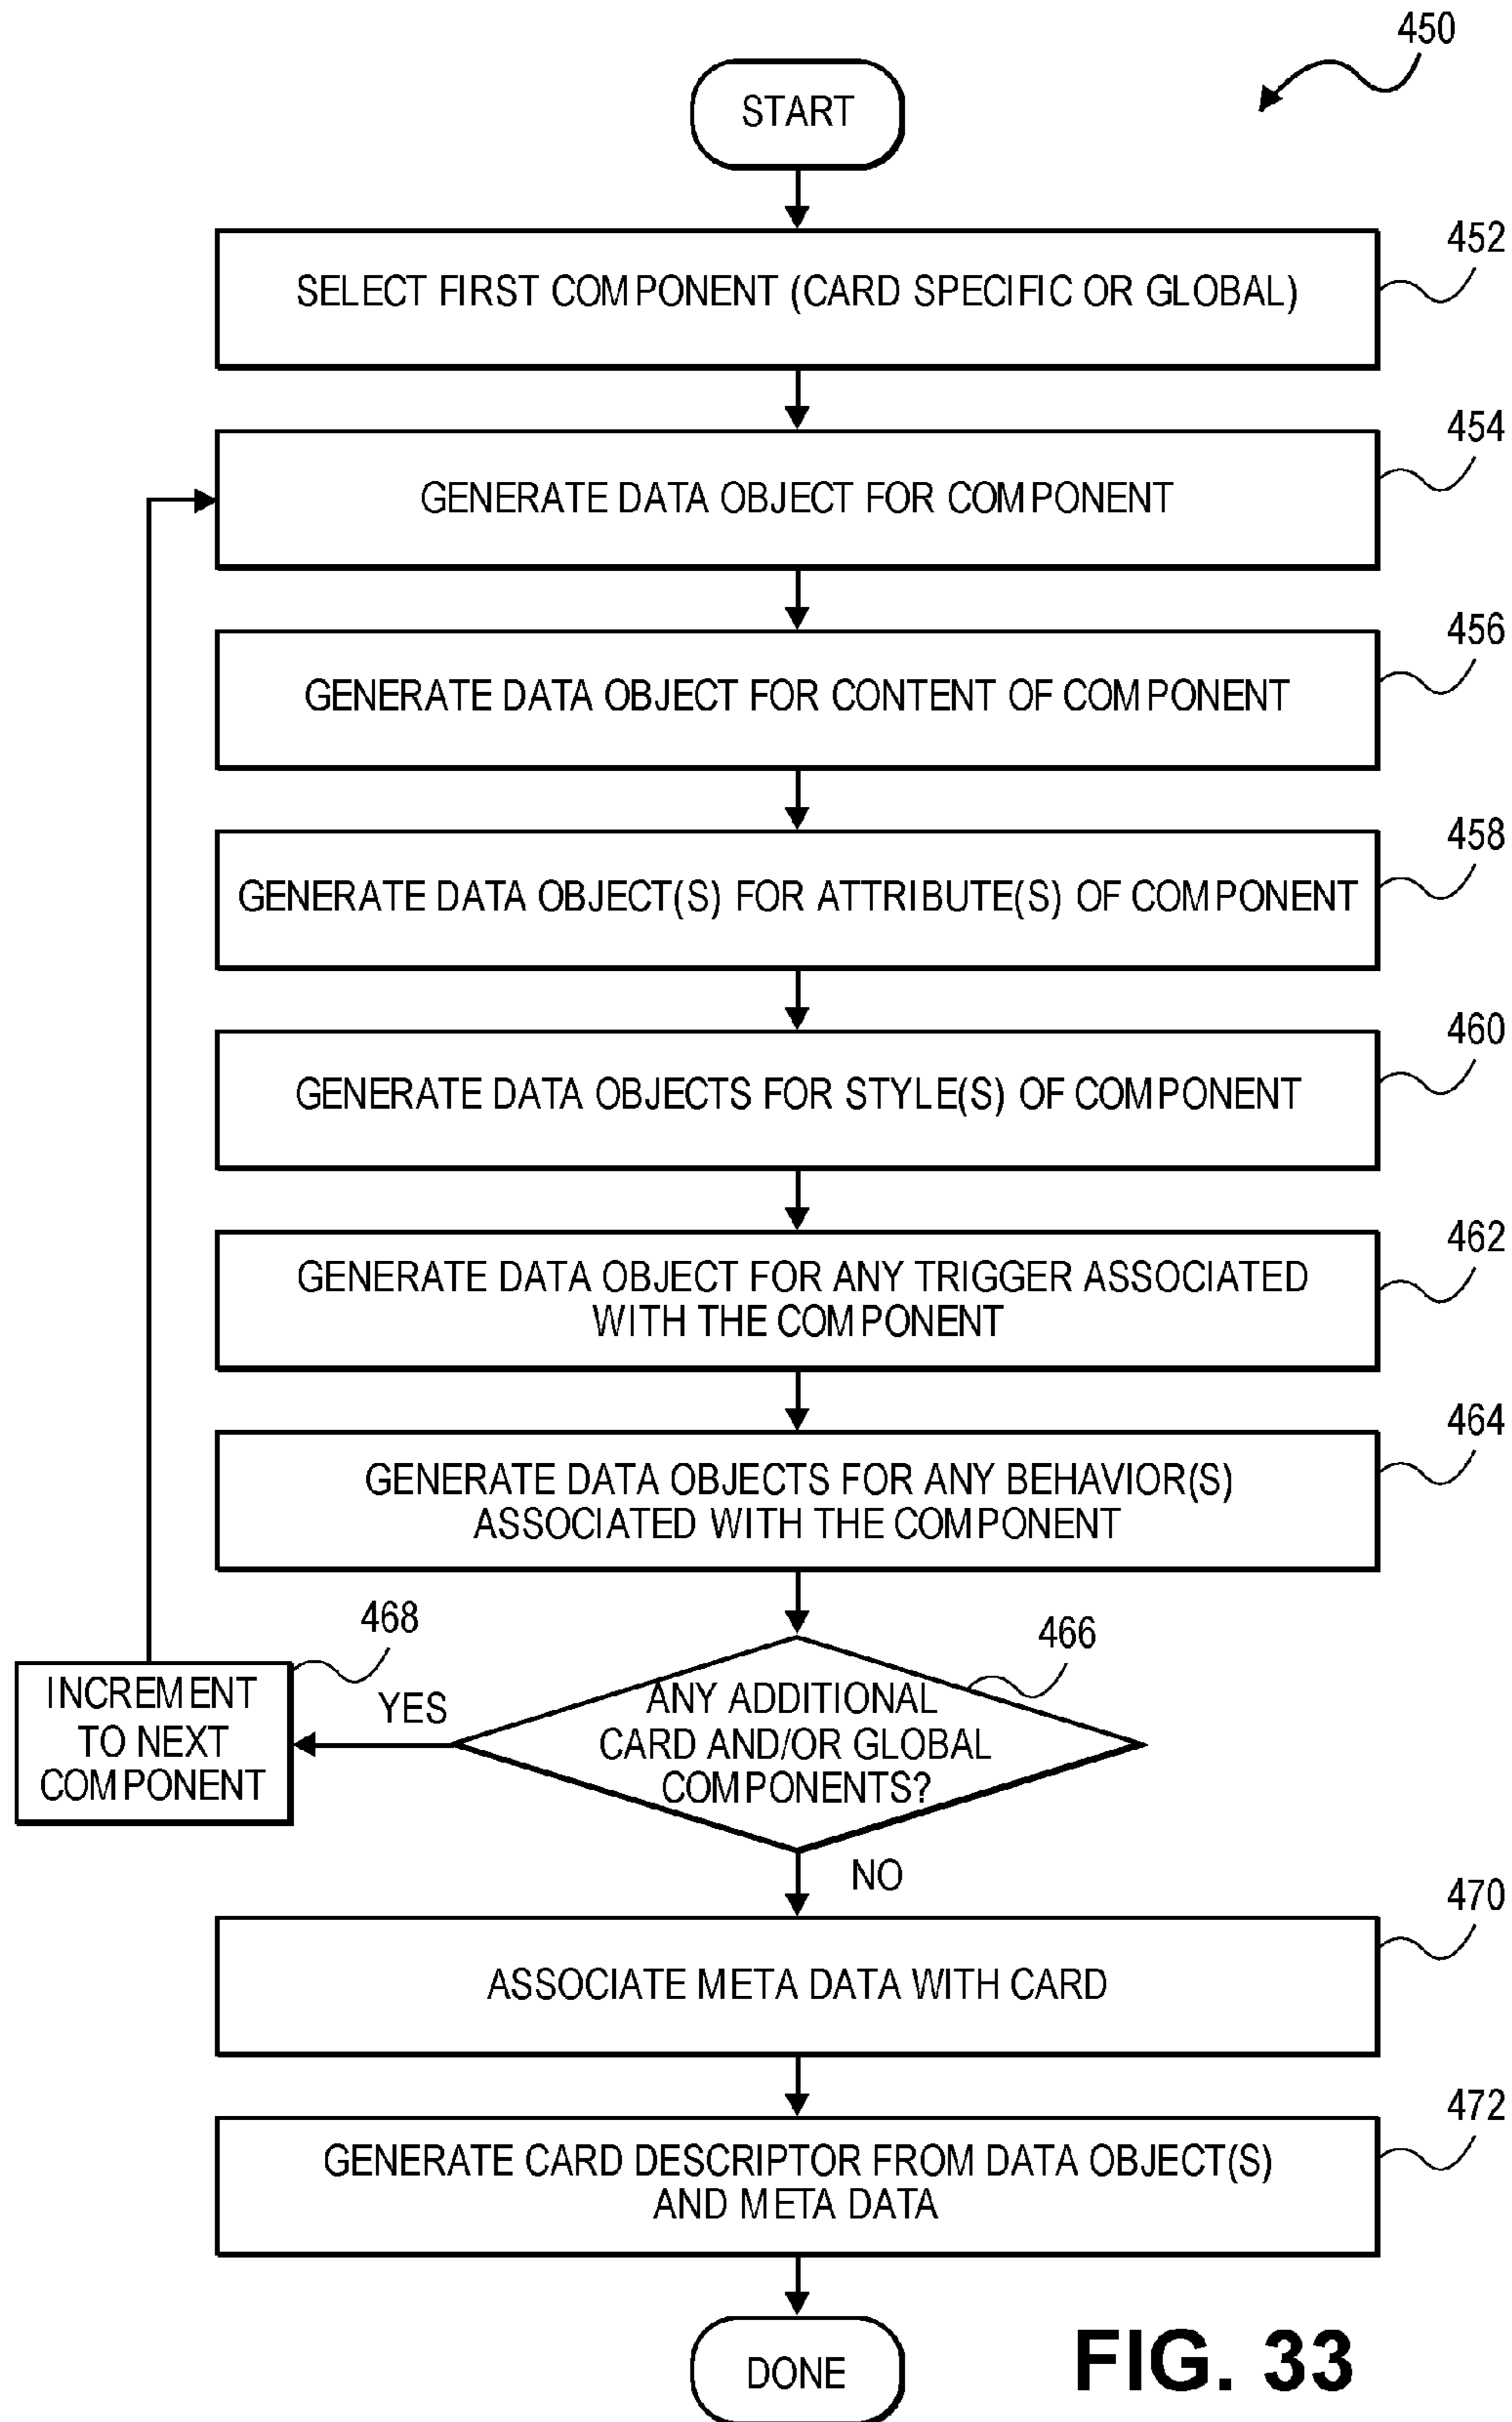 450
START
452
SELECT FIRST COMPONENT (CARD SPECIFIC OR GLOBAL)
454
GENERATE DATA OBJECT FOR COMPONENT
456
GENERATE DATA OBJECT FOR CONTENT OF COMPONENT
458
GENERATE DATA OBJECT(S) FOR ATTRIBUTE(S) OF COMPONENT
460
GENERATE DATA OBJECTS FOR STYLE(S) OF COMPONENT
462
GENERATE DATA OBJECT FOR ANY TRIGGER ASSOCIATED
WITH THE COMPONENT
464
GENERATE DATA OBJECTS FOR ANY BEHAVIOR(S)
ASSOCIATED WITH THE COMPONENT
468
466
INCREMENT
TO NEXT
COMPONENT
YES
ANY ADDITIONAL
CARD AND/OR GLOBAL
COMPONENTS?
NO
470
ASSOCIATE META DATA WITH CARD
472
GENERATE CARD DESCRIPTOR FROM DATA OBJECT(S)
AND META DATA
DONE
FIG. 33